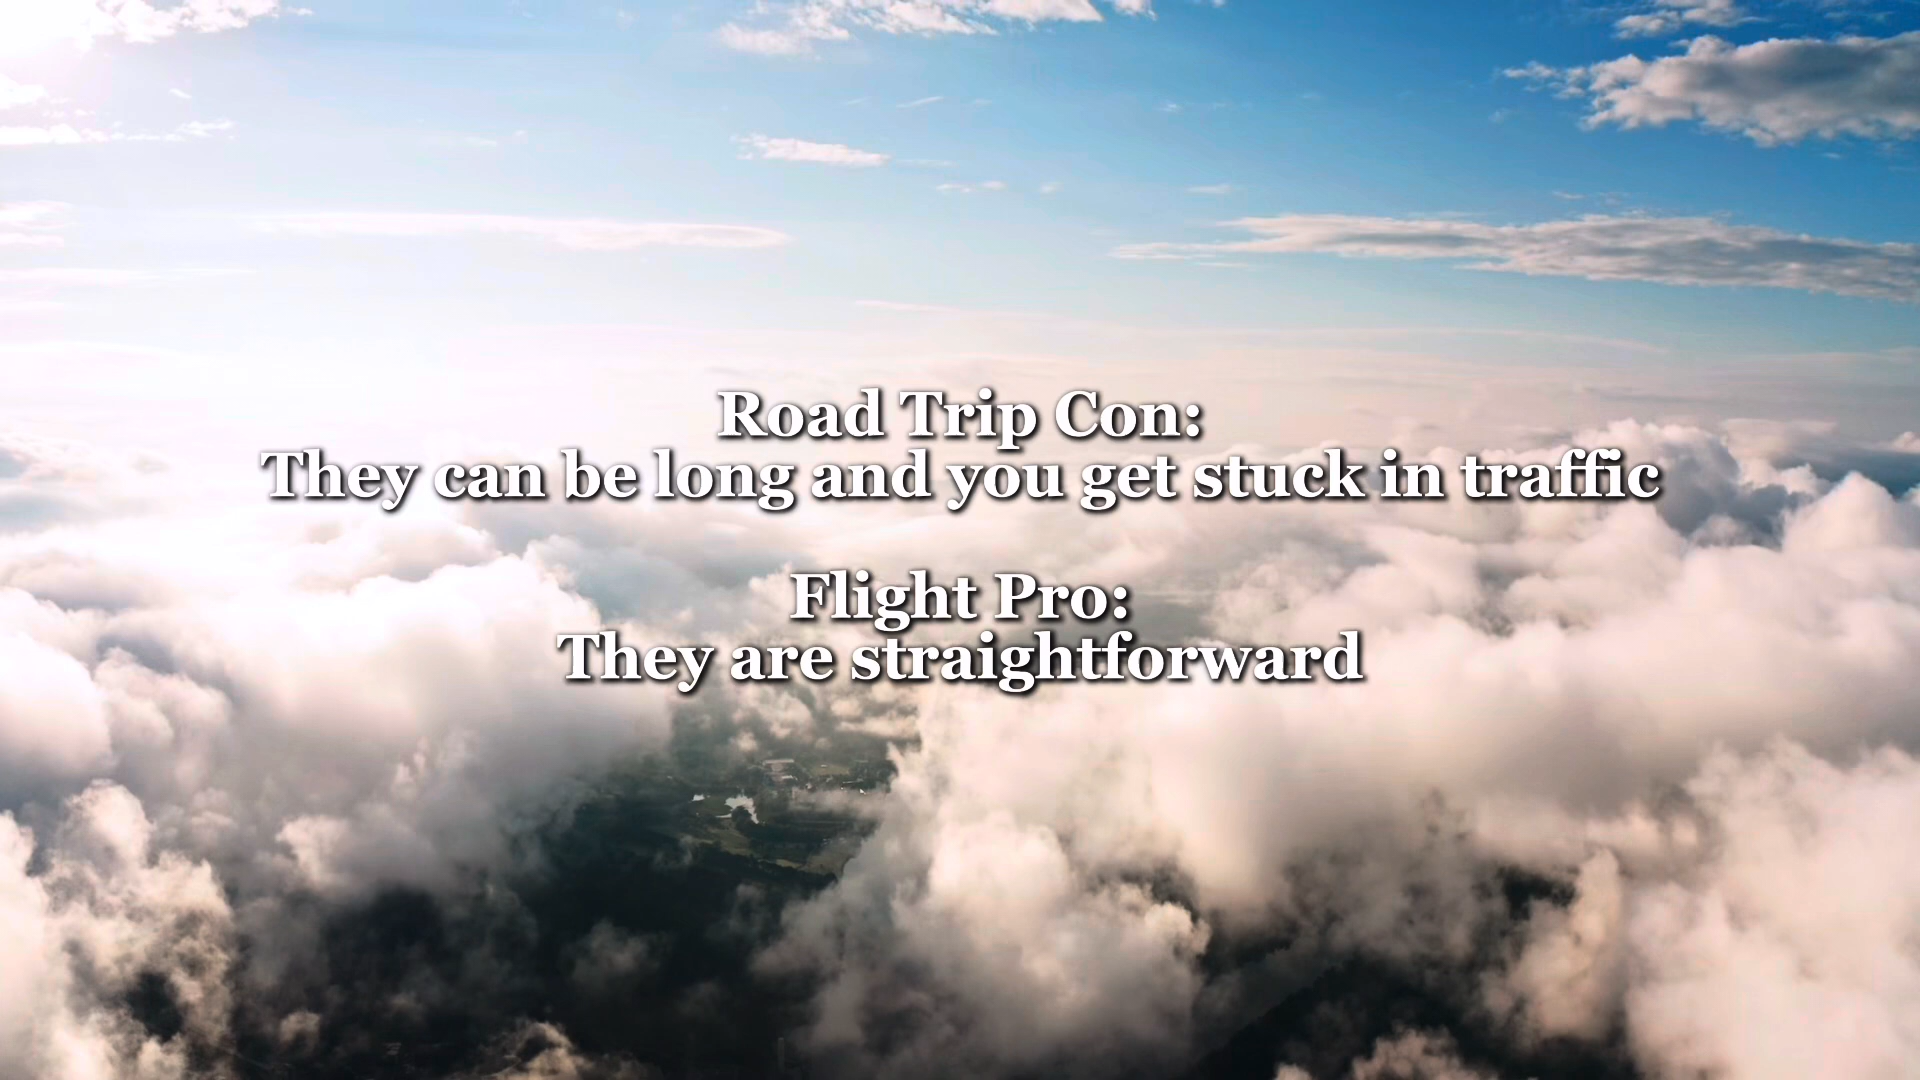 Road Trip Con:
They can be long and you get stuck in traffic
Flight Pro:
They are straightforward